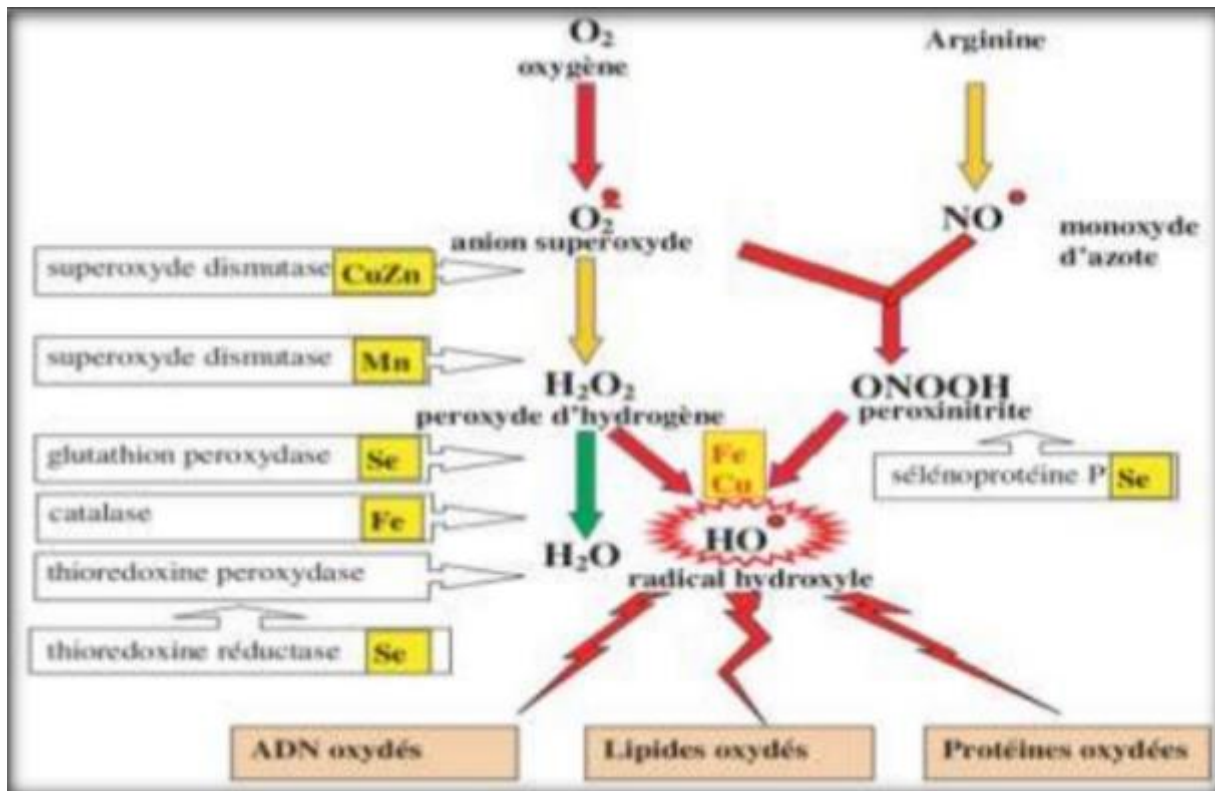 O₂
oxygène
Arginine
O₂
anion superoxyde
NO
monoxyde
d'azote
superoxyde dismutase CuZn
superoxyde dismutase Mn
H₂O₂
peroxyde d'hydrogène
ONOOH
peroxinitrite
glutathion peroxydase Se
Fe
Cu
sélénoprotéine P Se
catalase Fe
H₂O
HO
radical hydroxyle
thioredoxine peroxydase
thioredoxine réductase Se
ADN oxydés
Lipides oxydés
Protéines oxydées